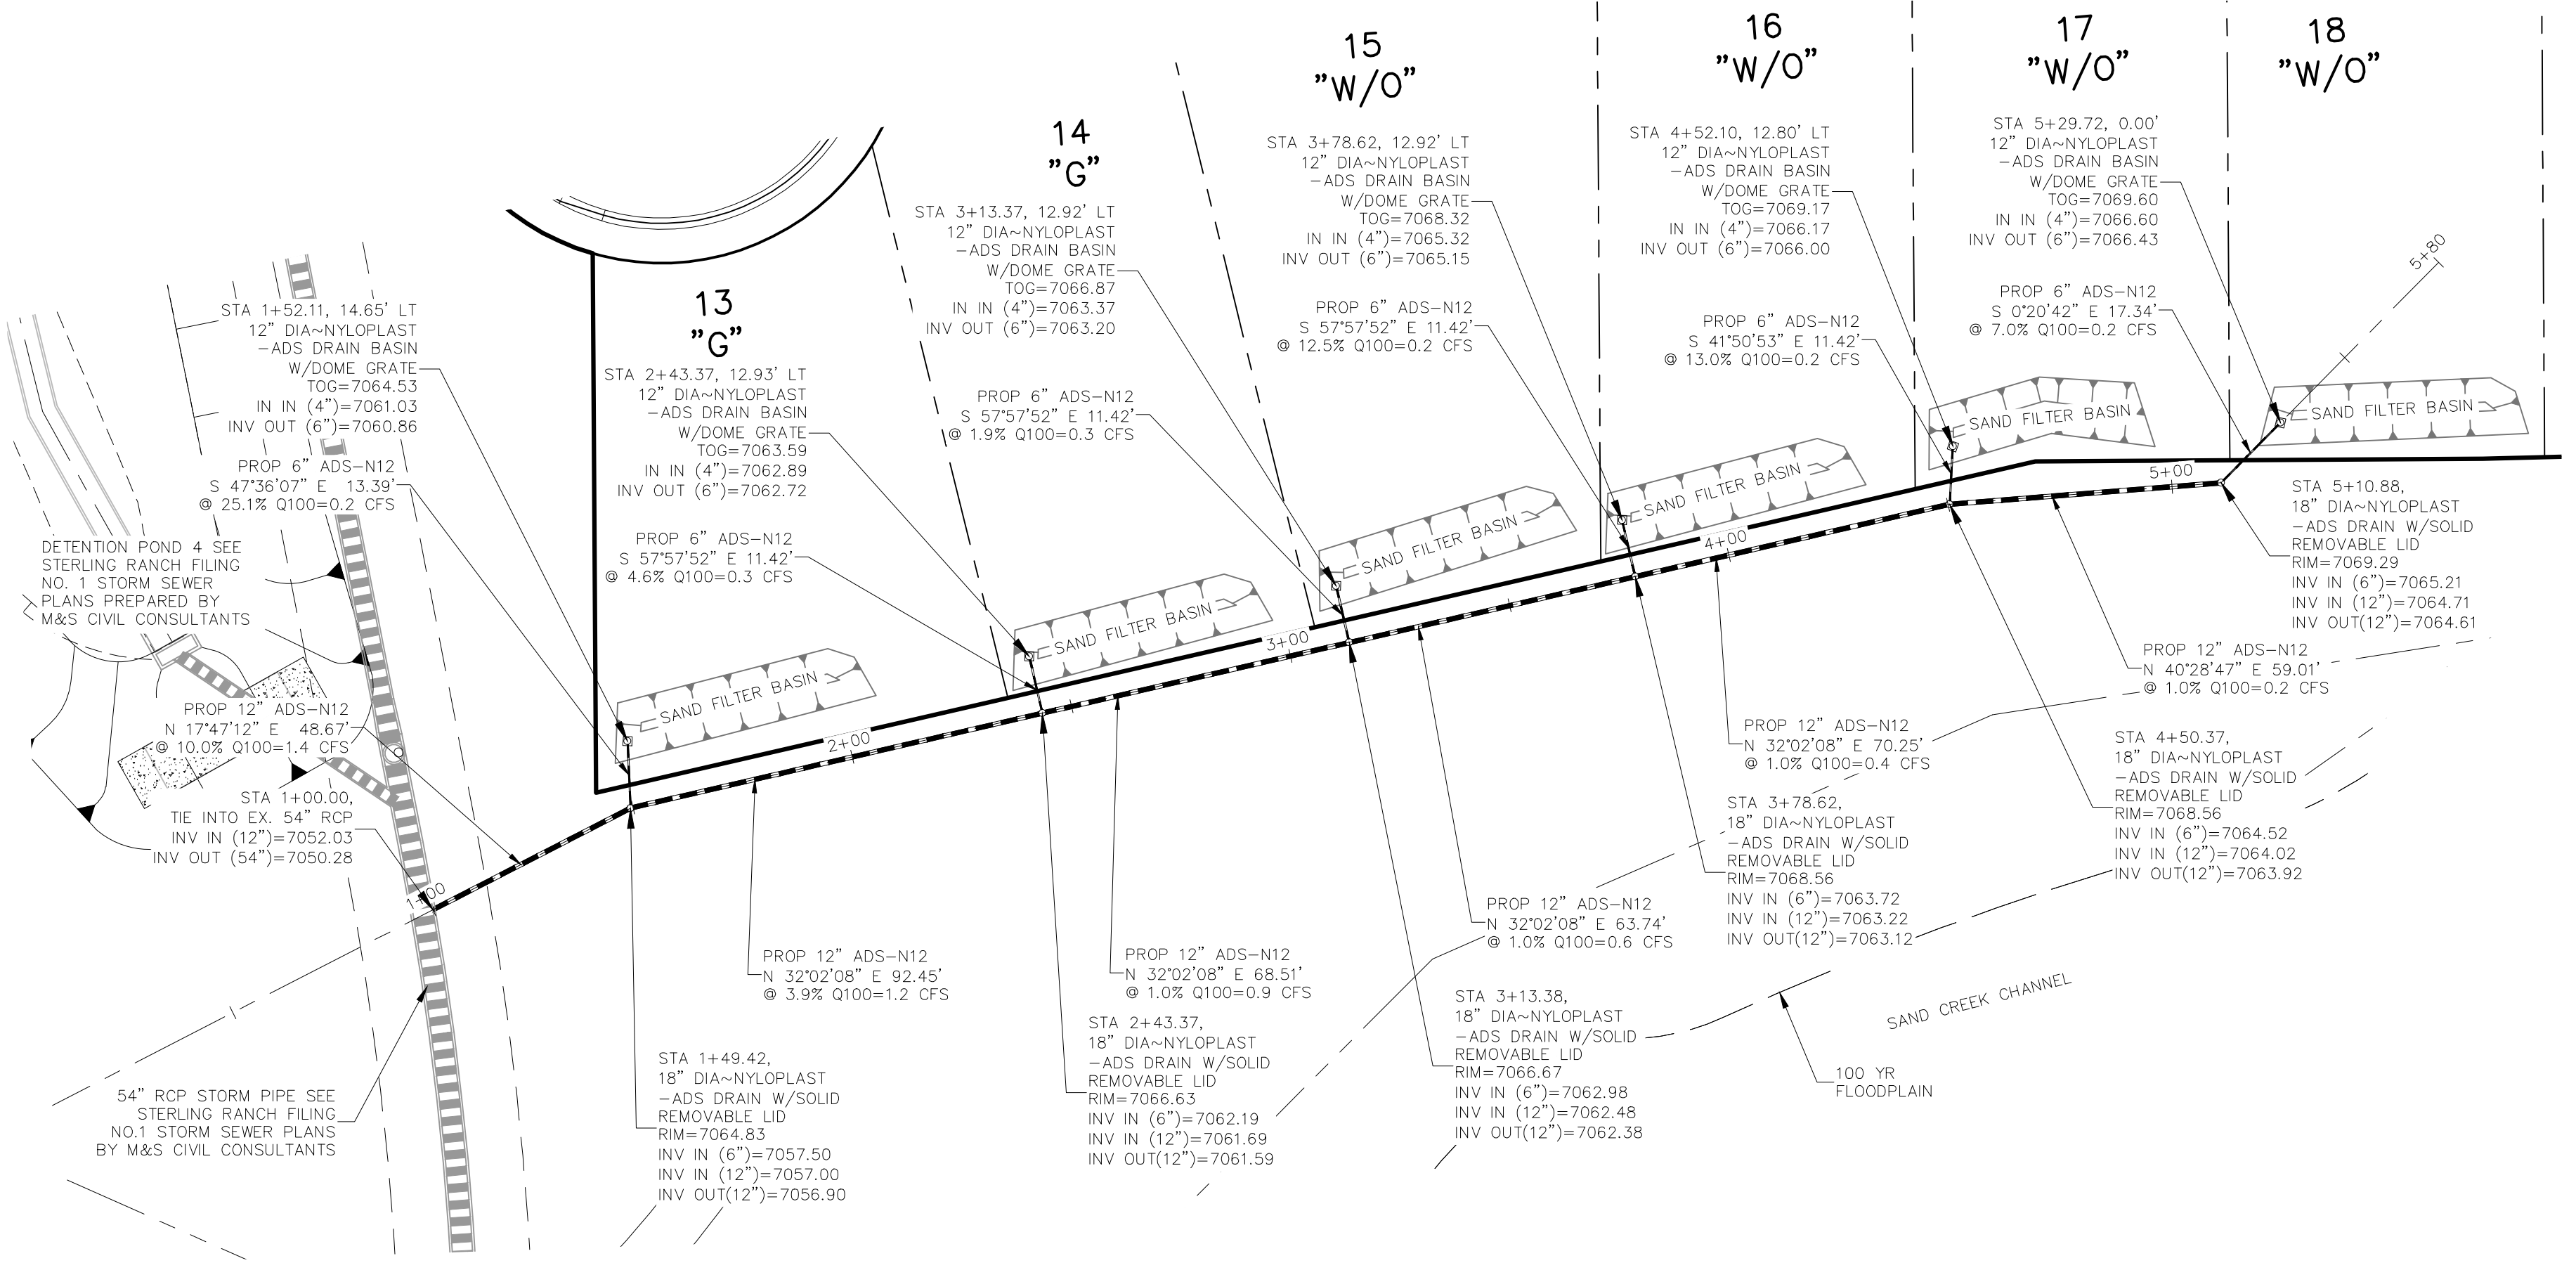 13
"G"
14
"G"
15
"W/O"
16
"W/O"
17
"W/O"
18
"W/O"
STA 1+52.11, 14.65' LT
12" DIA~NYLOPLAST
-ADS DRAIN BASIN
W/DOME GRATE
TOG=7064.53
IN IN (4")=7061.03
INV OUT (6")=7060.86
PROP 6" ADS-N12
S 47°36'07" E 13.39'
@ 25.1% Q100=0.2 CFS
DETENTION POND 4 SEE
STERLING RANCH FILING
NO. 1 STORM SEWER
PLANS PREPARED BY
M&S CIVIL CONSULTANTS
PROP 12" ADS-N12
N 17°47'12" E 48.67'
@ 10.0% Q100=1.4 CFS
STA 1+00.00,
TIE INTO EX. 54" RCP
INV IN (12")=7052.03
INV OUT (54")=7050.28
54" RCP STORM PIPE SEE
STERLING RANCH FILING
NO.1 STORM SEWER PLANS
BY M&S CIVIL CONSULTANTS
STA 2+43.37, 12.93' LT
12" DIA~NYLOPLAST
-ADS DRAIN BASIN
W/DOME GRATE
TOG=7063.59
IN IN (4")=7062.89
INV OUT (6")=7062.72
PROP 6" ADS-N12
S 57°57'52" E 11.42'
@ 4.6% Q100=0.3 CFS
STA 3+13.37, 12.92' LT
12" DIA~NYLOPLAST
-ADS DRAIN BASIN
W/DOME GRATE
TOG=7066.87
IN IN (4")=7063.37
INV OUT (6")=7063.20
PROP 6" ADS-N12
S 57°57'52" E 11.42'
@ 1.9% Q100=0.3 CFS
STA 3+78.62, 12.92' LT
12" DIA~NYLOPLAST
-ADS DRAIN BASIN
W/DOME GRATE
TOG=7068.32
IN IN (4")=7065.32
INV OUT (6")=7065.15
PROP 6" ADS-N12
S 57°57'52" E 11.42'
@ 12.5% Q100=0.2 CFS
STA 4+52.10, 12.80' LT
12" DIA~NYLOPLAST
-ADS DRAIN BASIN
W/DOME GRATE
TOG=7069.17
IN IN (4")=7066.17
INV OUT (6")=7066.00
PROP 6" ADS-N12
S 41°50'53" E 11.42'
@ 13.0% Q100=0.2 CFS
STA 5+29.72, 0.00'
12" DIA~NYLOPLAST
-ADS DRAIN BASIN
W/DOME GRATE
TOG=7069.60
IN IN (4")=7066.60
INV OUT (6")=7066.43
PROP 6" ADS-N12
S 0°20'42" E 17.34'
@ 7.0% Q100=0.2 CFS
SAND FILTER BASIN
SAND FILTER BASIN
SAND FILTER BASIN
SAND FILTER BASIN
SAND FILTER BASIN
SAND FILTER BASIN
1+00
2+00
3+00
4+00
5+00
5+80
STA 1+49.42,
18" DIA~NYLOPLAST
-ADS DRAIN W/SOLID
REMOVABLE LID
RIM=7064.83
INV IN (6")=7057.50
INV IN (12")=7057.00
INV OUT(12")=7056.90
PROP 12" ADS-N12
N 32°02'08" E 92.45'
@ 3.9% Q100=1.2 CFS
STA 2+43.37,
18" DIA~NYLOPLAST
-ADS DRAIN W/SOLID
REMOVABLE LID
RIM=7066.63
INV IN (6")=7062.19
INV IN (12")=7061.69
INV OUT(12")=7061.59
PROP 12" ADS-N12
N 32°02'08" E 68.51'
@ 1.0% Q100=0.9 CFS
STA 3+13.38,
18" DIA~NYLOPLAST
-ADS DRAIN W/SOLID
REMOVABLE LID
RIM=7066.67
INV IN (6")=7062.98
INV IN (12")=7062.48
INV OUT(12")=7062.38
PROP 12" ADS-N12
N 32°02'08" E 63.74'
@ 1.0% Q100=0.6 CFS
STA 3+78.62,
18" DIA~NYLOPLAST
-ADS DRAIN W/SOLID
REMOVABLE LID
RIM=7068.56
INV IN (6")=7063.72
INV IN (12")=7063.22
INV OUT(12")=7063.12
PROP 12" ADS-N12
N 32°02'08" E 70.25'
@ 1.0% Q100=0.4 CFS
STA 4+50.37,
18" DIA~NYLOPLAST
-ADS DRAIN W/SOLID
REMOVABLE LID
RIM=7068.56
INV IN (6")=7064.52
INV IN (12")=7064.02
INV OUT(12")=7063.92
PROP 12" ADS-N12
N 40°28'47" E 59.01'
@ 1.0% Q100=0.2 CFS
STA 5+10.88,
18" DIA~NYLOPLAST
-ADS DRAIN W/SOLID
REMOVABLE LID
RIM=7069.29
INV IN (6")=7065.21
INV IN (12")=7064.71
INV OUT(12")=7064.61
100 YR
FLOODPLAIN
SAND CREEK CHANNEL